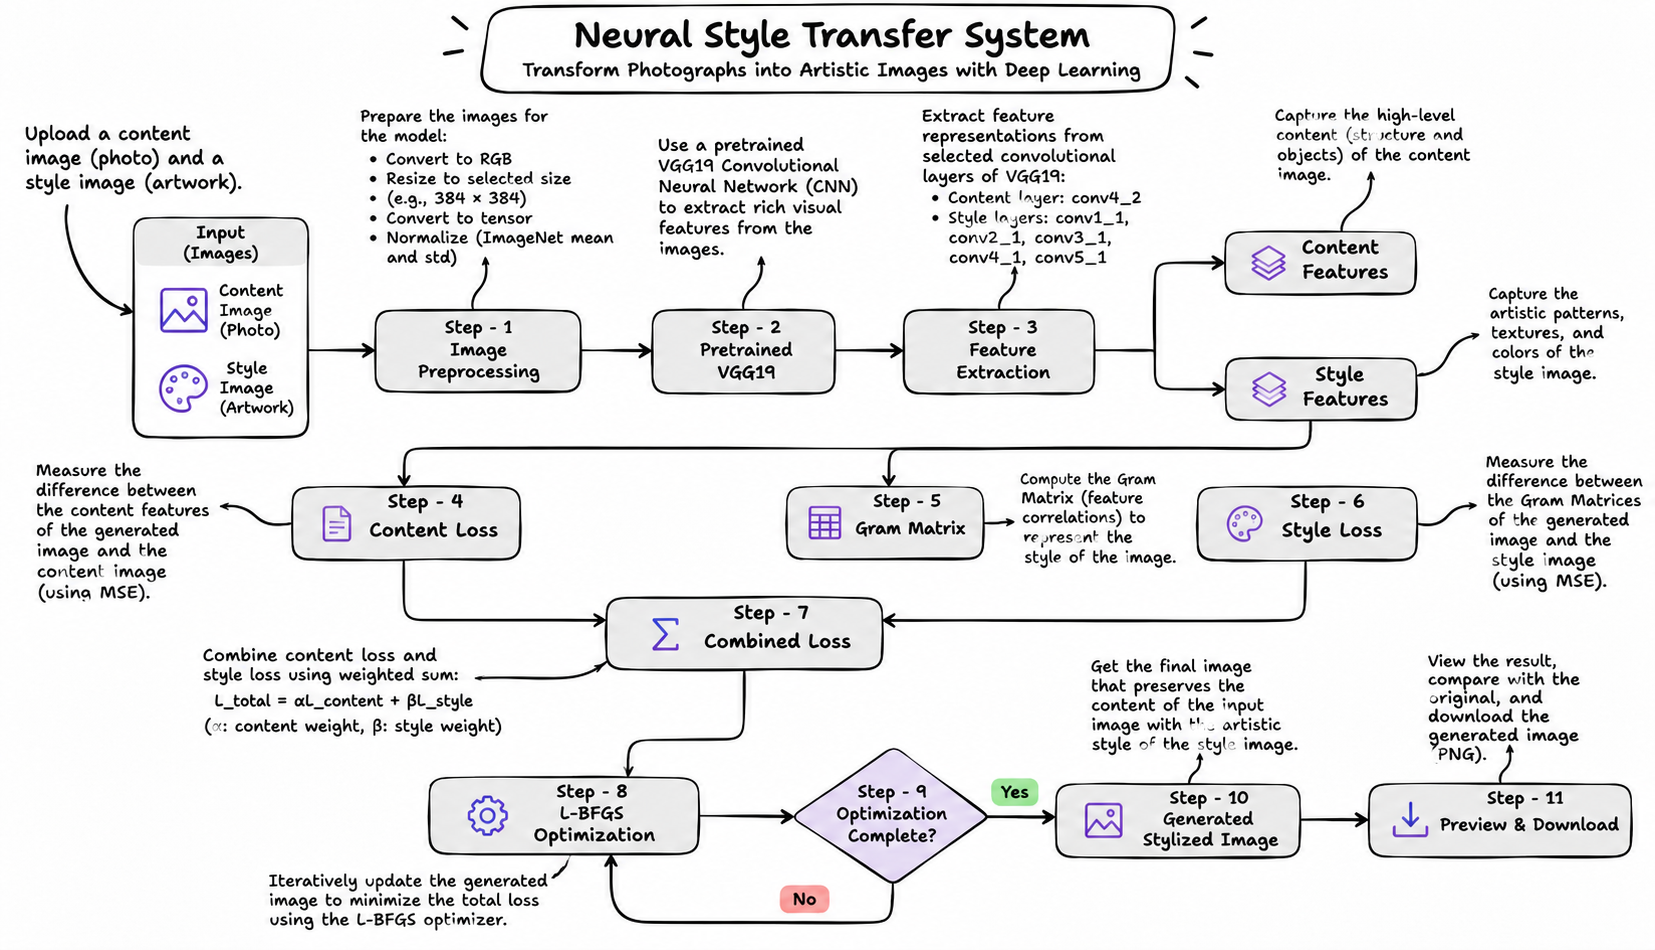 Neural Style Transfer System
Transform Photographs into Artistic Images with Deep Learning
Upload a content
image (photo) and a
style image (artwork).
Input
(Images)
Content
Image
(Photo)
Style
Image
(Artwork)
Prepare the images for
the model:
• Convert to RGB
• Resize to selected size
• (e.g., 384 × 384)
• Convert to tensor
• Normalize (ImageNet mean
and std)
Step - 1
Image
Preprocessing
Use a pretrained
VGG19 Convolutional
Neural Network (CNN)
to extract rich visual
features from the
images.
Step - 2
Pretrained
VGG19
Extract feature
representations from
selected convolutional
layers of VGG19:
• Content layer: conv4_2
• Style layers: conv1_1,
conv2_1, conv3_1,
conv4_1, conv5_1
Step - 3
Feature
Extraction
Capture the high-level
content (structure and
objects) of the content
image.
Content
Features
Capture the
artistic patterns,
textures, and
colors of the
style image.
Style
Features
Measure the
difference between
the content features
of the generated
image and the
content image
(using MSE).
Step - 4
Content Loss
Step - 5
Gram Matrix
Compute the Gram
Matrix (feature
correlations) to
represent the
style of the image.
Step - 6
Style Loss
Measure the
difference between
the Gram Matrices
of the generated
image and the
style image
(using MSE).
Step - 7
Combined Loss
Combine content loss and
style loss using weighted sum:
L_total = αL_content + βL_style
(α: content weight, β: style weight)
Step - 8
L-BFGS
Optimization
Iteratively update the generated
image to minimize the total loss
using the L-BFGS optimizer.
Step - 9
Optimization
Complete?
Yes
No
Get the final image
that preserves the
content of the input
image with the artistic
style of the style image.
Step - 10
Generated
Stylized Image
View the result,
compare with the
original, and
download the
generated image
(PNG).
Step - 11
Preview & Download